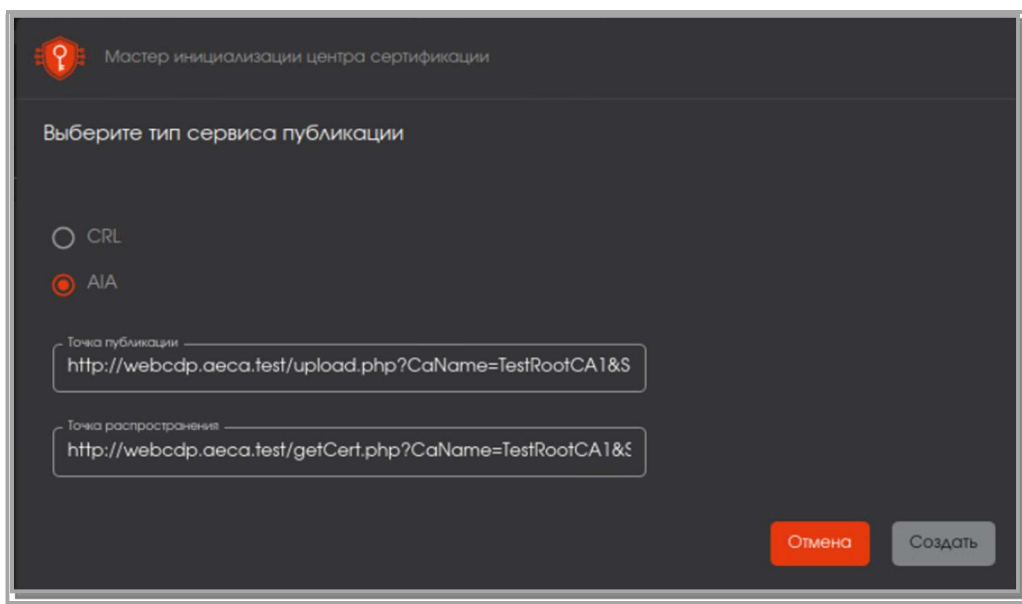 Мастер инициализации центра сертификации
Выберите тип сервиса публикации
CRL
AIA
Точка публикации
http://webcdp.aeca.test/upload.php?CaName=TestRootCA1&S
Точка распространения
http://webcdp.aeca.test/getCert.php?CaName=TestRootCA1&S
Отмена
Создать